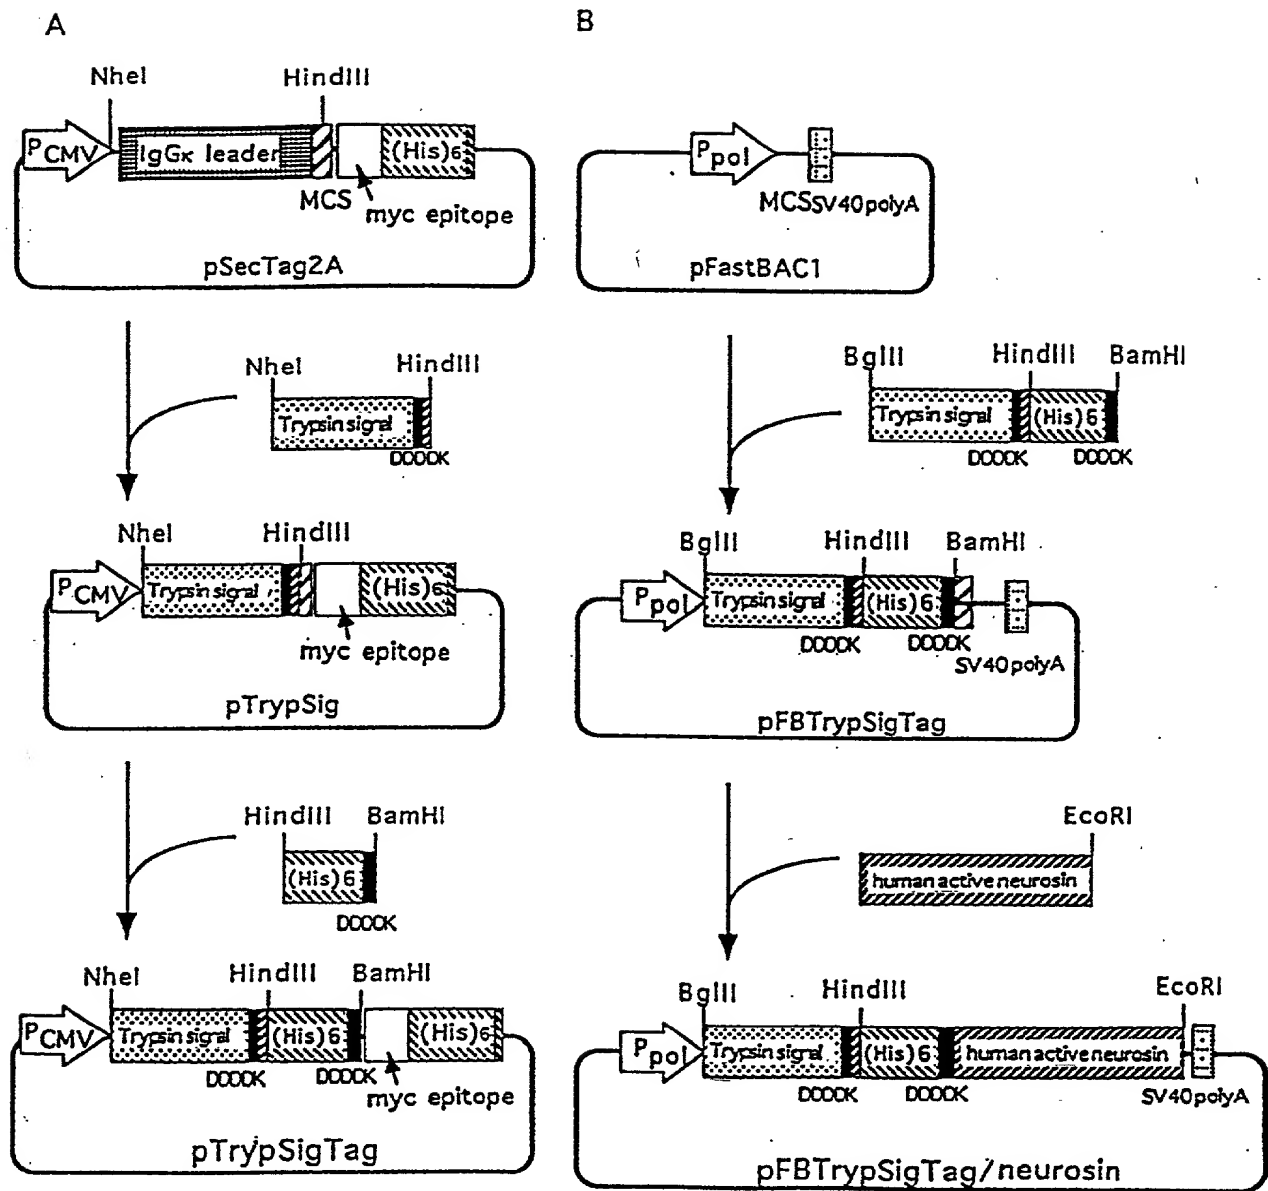 A
NheI HindIII
PCMV IgGκ leader (His)6
MCS
myc epitope
pSecTag2A
NheI HindIII
Trypsin signal
DDDDK
NheI HindIII
PCMV Trypsin signal (His)6
myc epitope
pTrypSig
HindIII BamHI
(His)6
DDDDK
NheI HindIII BamHI
PCMV Trypsin signal (His)6 (His)6
DDDDK DDDDK
myc epitope
pTrypSigTag
B
Ppol
MCS SV40polyA
pFastBAC1
BglII HindIII BamHI
Trypsin signal (His)6
DDDDK DDDDK
BglII HindIII BamHI
Ppol Trypsin signal (His)6
DDDDK DDDDK
SV40polyA
pFBTrypSigTag
EcoRI
human active neurosin
BglII HindIII EcoRI
Ppol Trypsin signal (His)6 human active neurosin
DDDDK DDDDK
SV40polyA
pFBTrypSigTag/neurosin